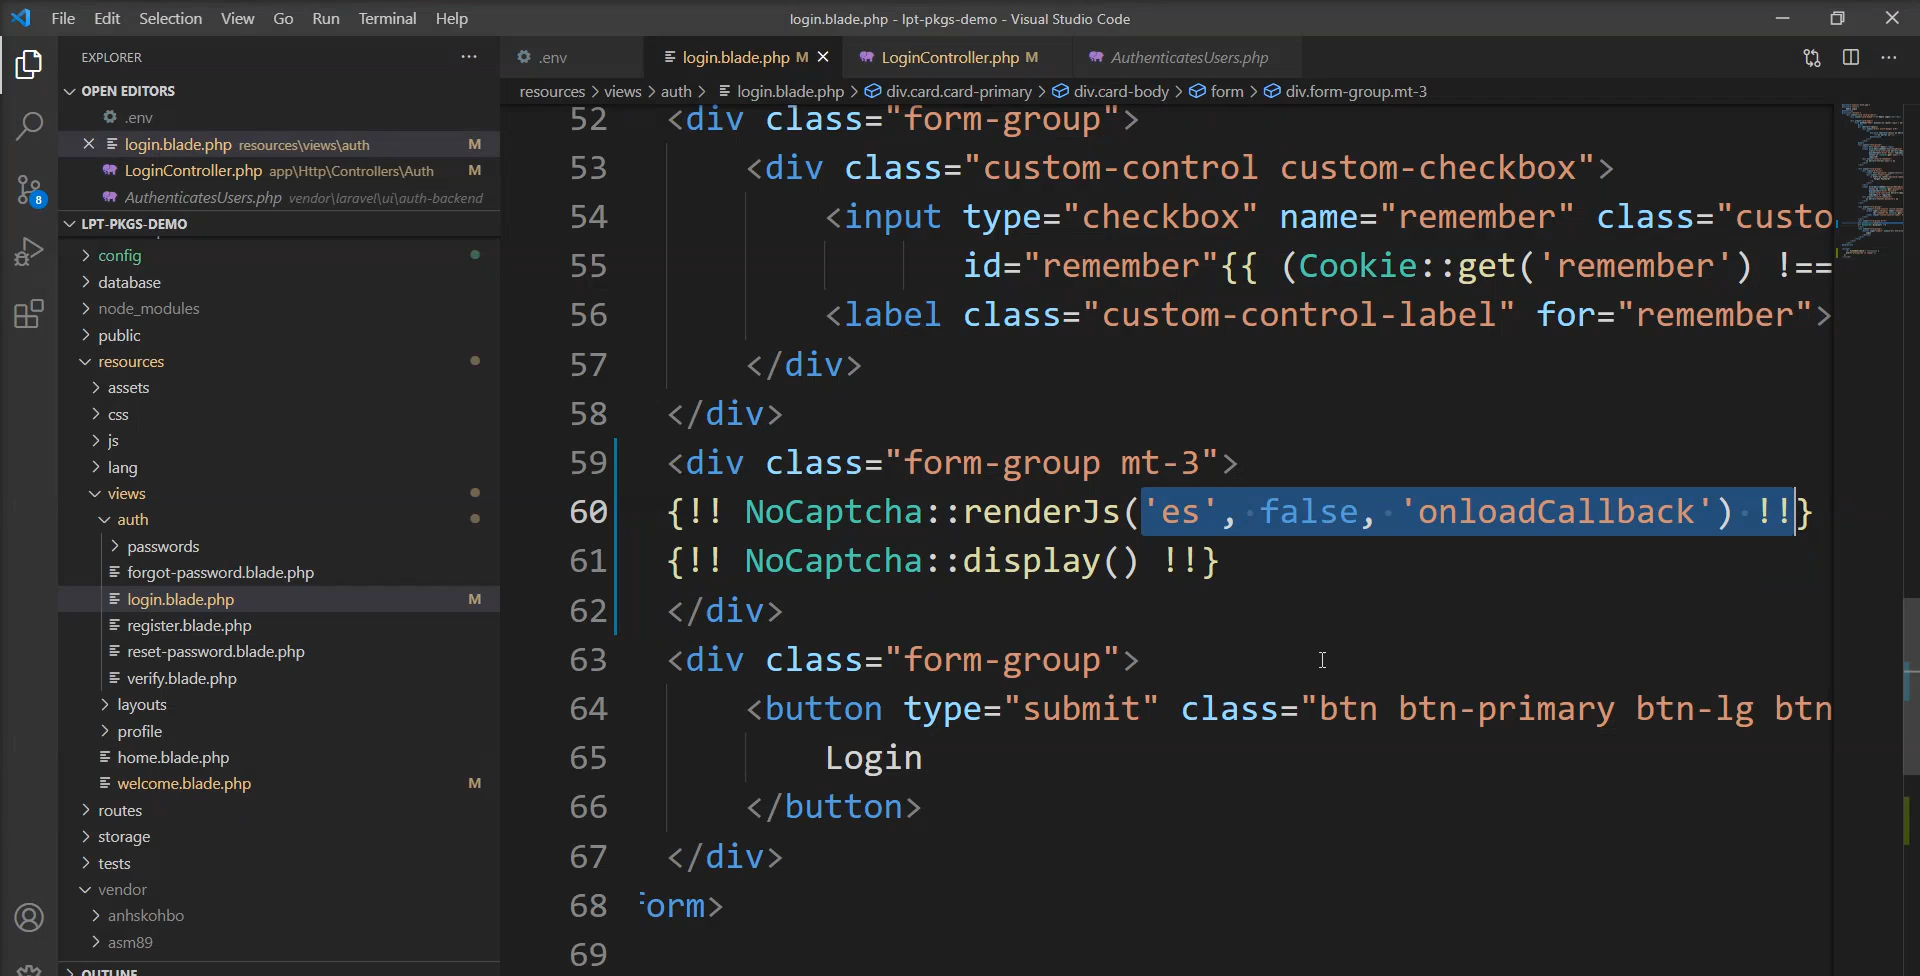 File Edit Selection View Go Run Terminal Help
login.blade.php - lpt-pkgs-demo - Visual Studio Code
EXPLORER
OPEN EDITORS
.env
login.blade.php resources\views\auth M
LoginController.php app\Http\Controllers\Auth M
AuthenticatesUsers.php vendor\laravel\ui\auth-backend
8
LPT-PKGS-DEMO
config
database
node_modules
public
resources
assets
css
js
lang
views
auth
passwords
forgot-password.blade.php
login.blade.php M
register.blade.php
reset-password.blade.php
verify.blade.php
layouts
profile
home.blade.php
welcome.blade.php M
routes
storage
tests
vendor
anhskohbo
asm89
OUTLINE
.env login.blade.php M LoginController.php M AuthenticatesUsers.php
resources > views > auth > login.blade.php > div.card.card-primary > div.card-body > form > div.form-group.mt-3
52 <div class="form-group">
53 <div class="custom-control custom-checkbox">
54 <input type="checkbox" name="remember" class="custo
55 id="remember"{{ (Cookie::get('remember') !==
56 <label class="custom-control-label" for="remember">
57 </div>
58 </div>
59 <div class="form-group mt-3">
60 {!! NoCaptcha::renderJs('es', false, 'onloadCallback') !!}
61 {!! NoCaptcha::display() !!}
62 </div>
63 <div class="form-group">
64 <button type="submit" class="btn btn-primary btn-lg btn
65 Login
66 </button>
67 </div>
68 form>
69